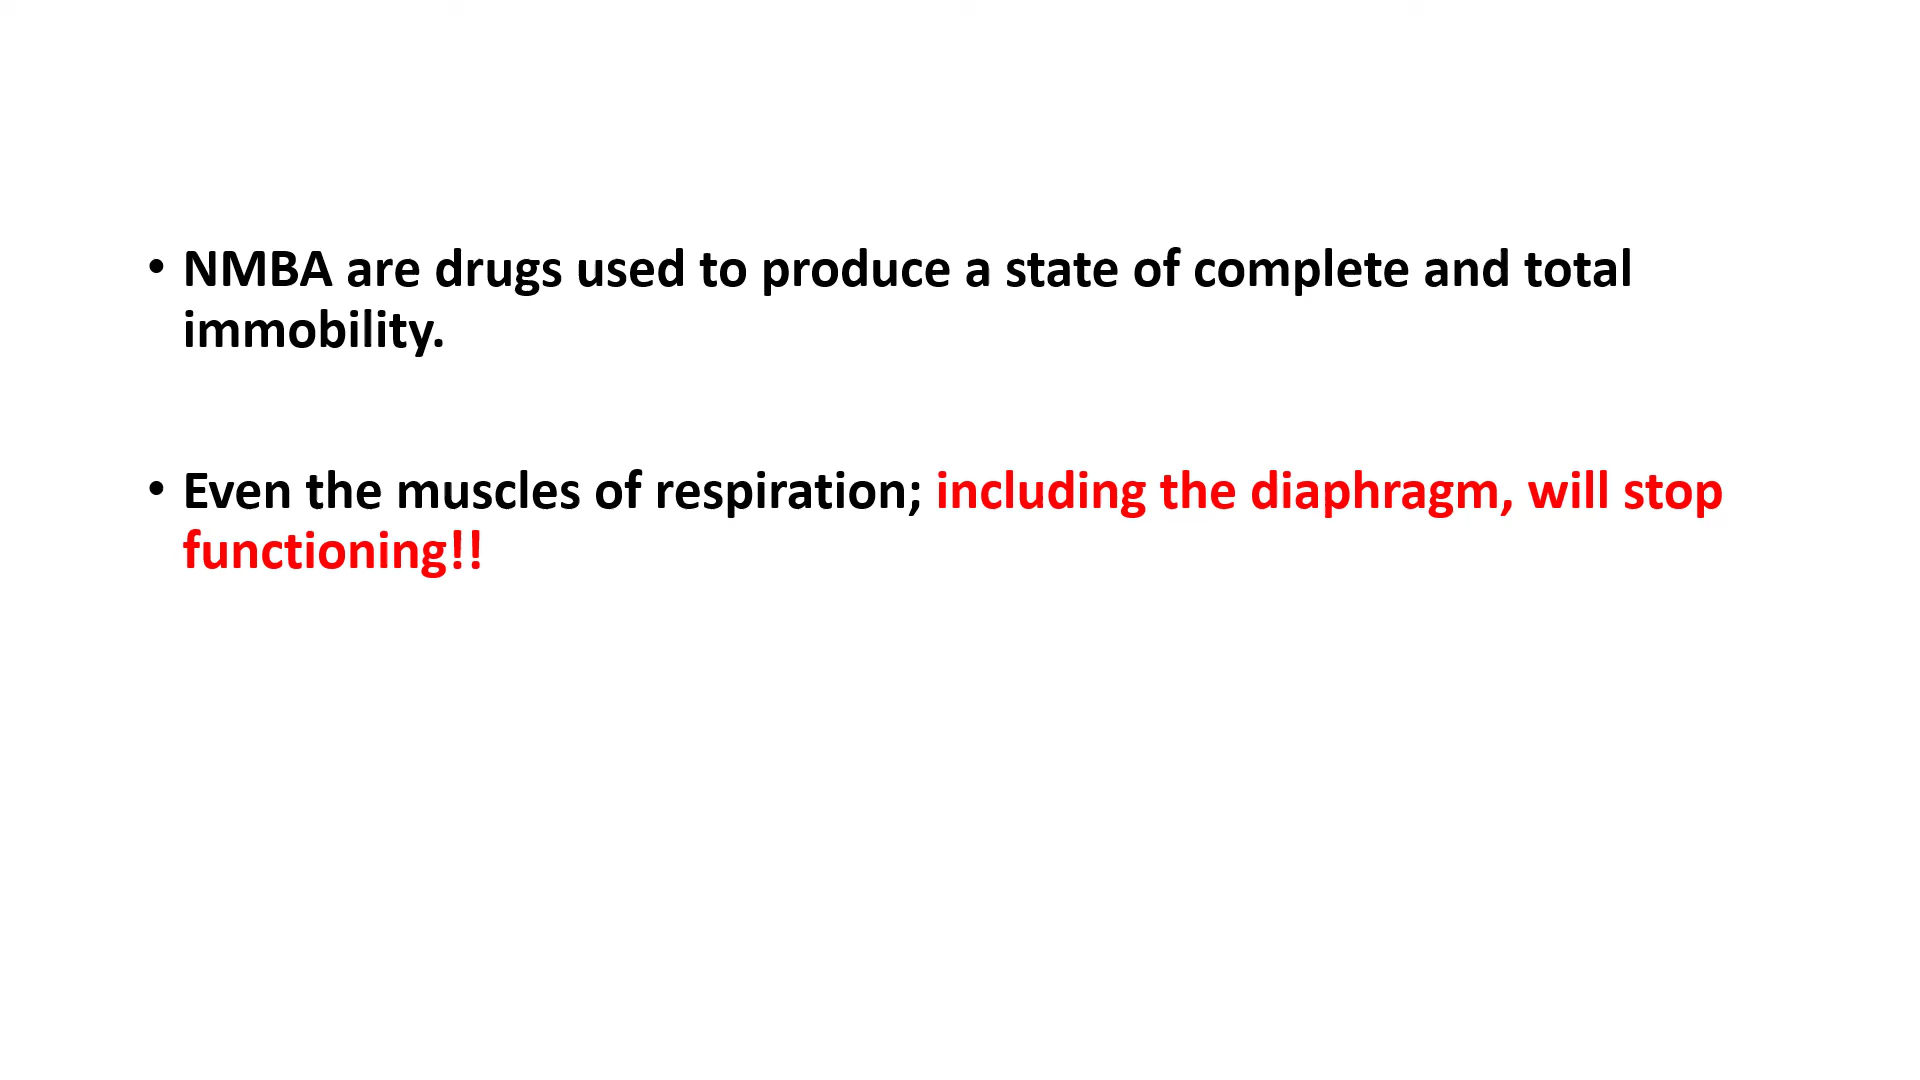 • NMBA are drugs used to produce a state of complete and total
immobility.
• Even the muscles of respiration; including the diaphragm, will stop
functioning!!